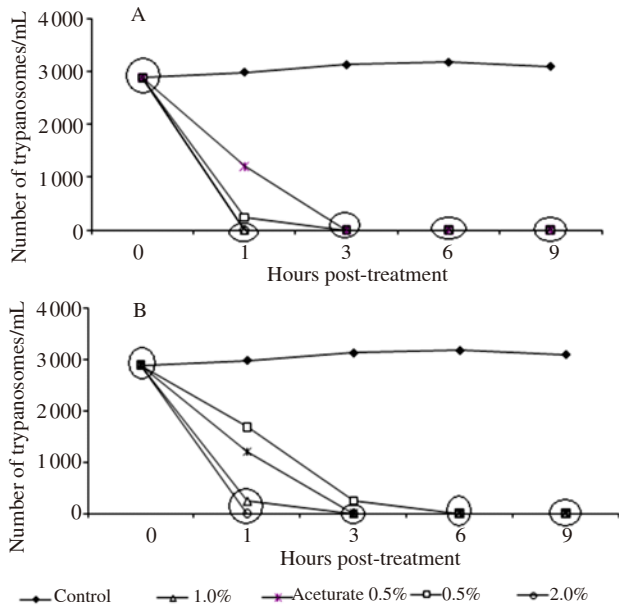 A
Number of trypanosomes/mL
4 000
3 000
2 000
1 000
0
0 1 3 6 9
Hours post-treatment
B
Number of trypanosomes/mL
4 000
3 000
2 000
1 000
0
0 1 3 6 9
Hours post-treatment
Control 1.0% Aceturate 0.5% 0.5% 2.0%